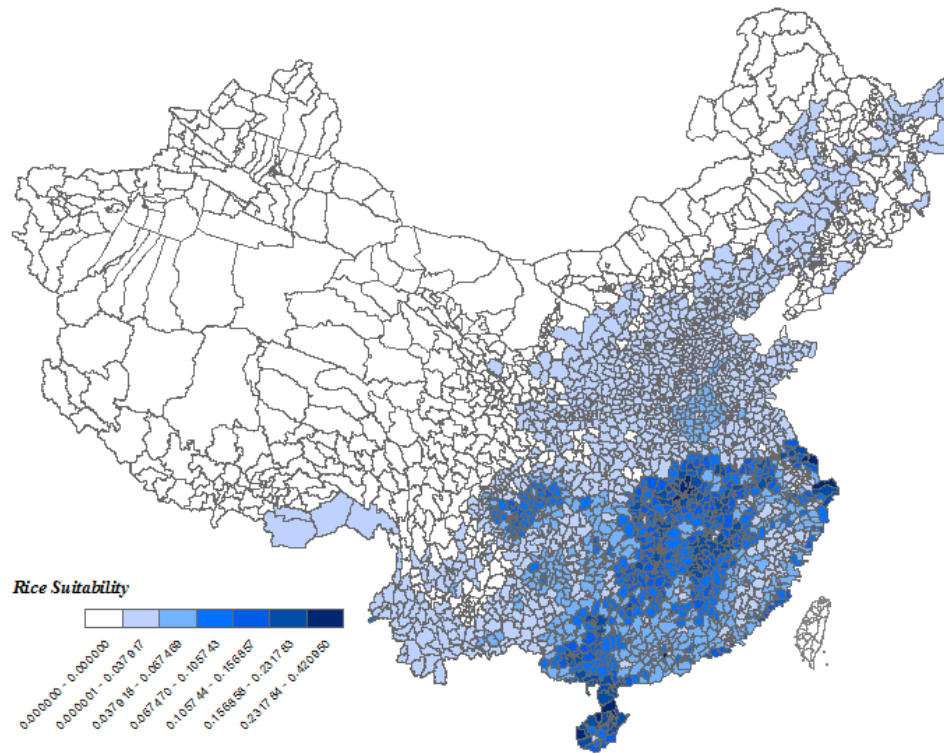 Rice Suitability
0.000000 - 0.000000
0.000001 - 0.037917
0.037918 - 0.067469
0.067470 - 0.105743
0.105744 - 0.156857
0.156858 - 0.231783
0.231784 - 0.420950